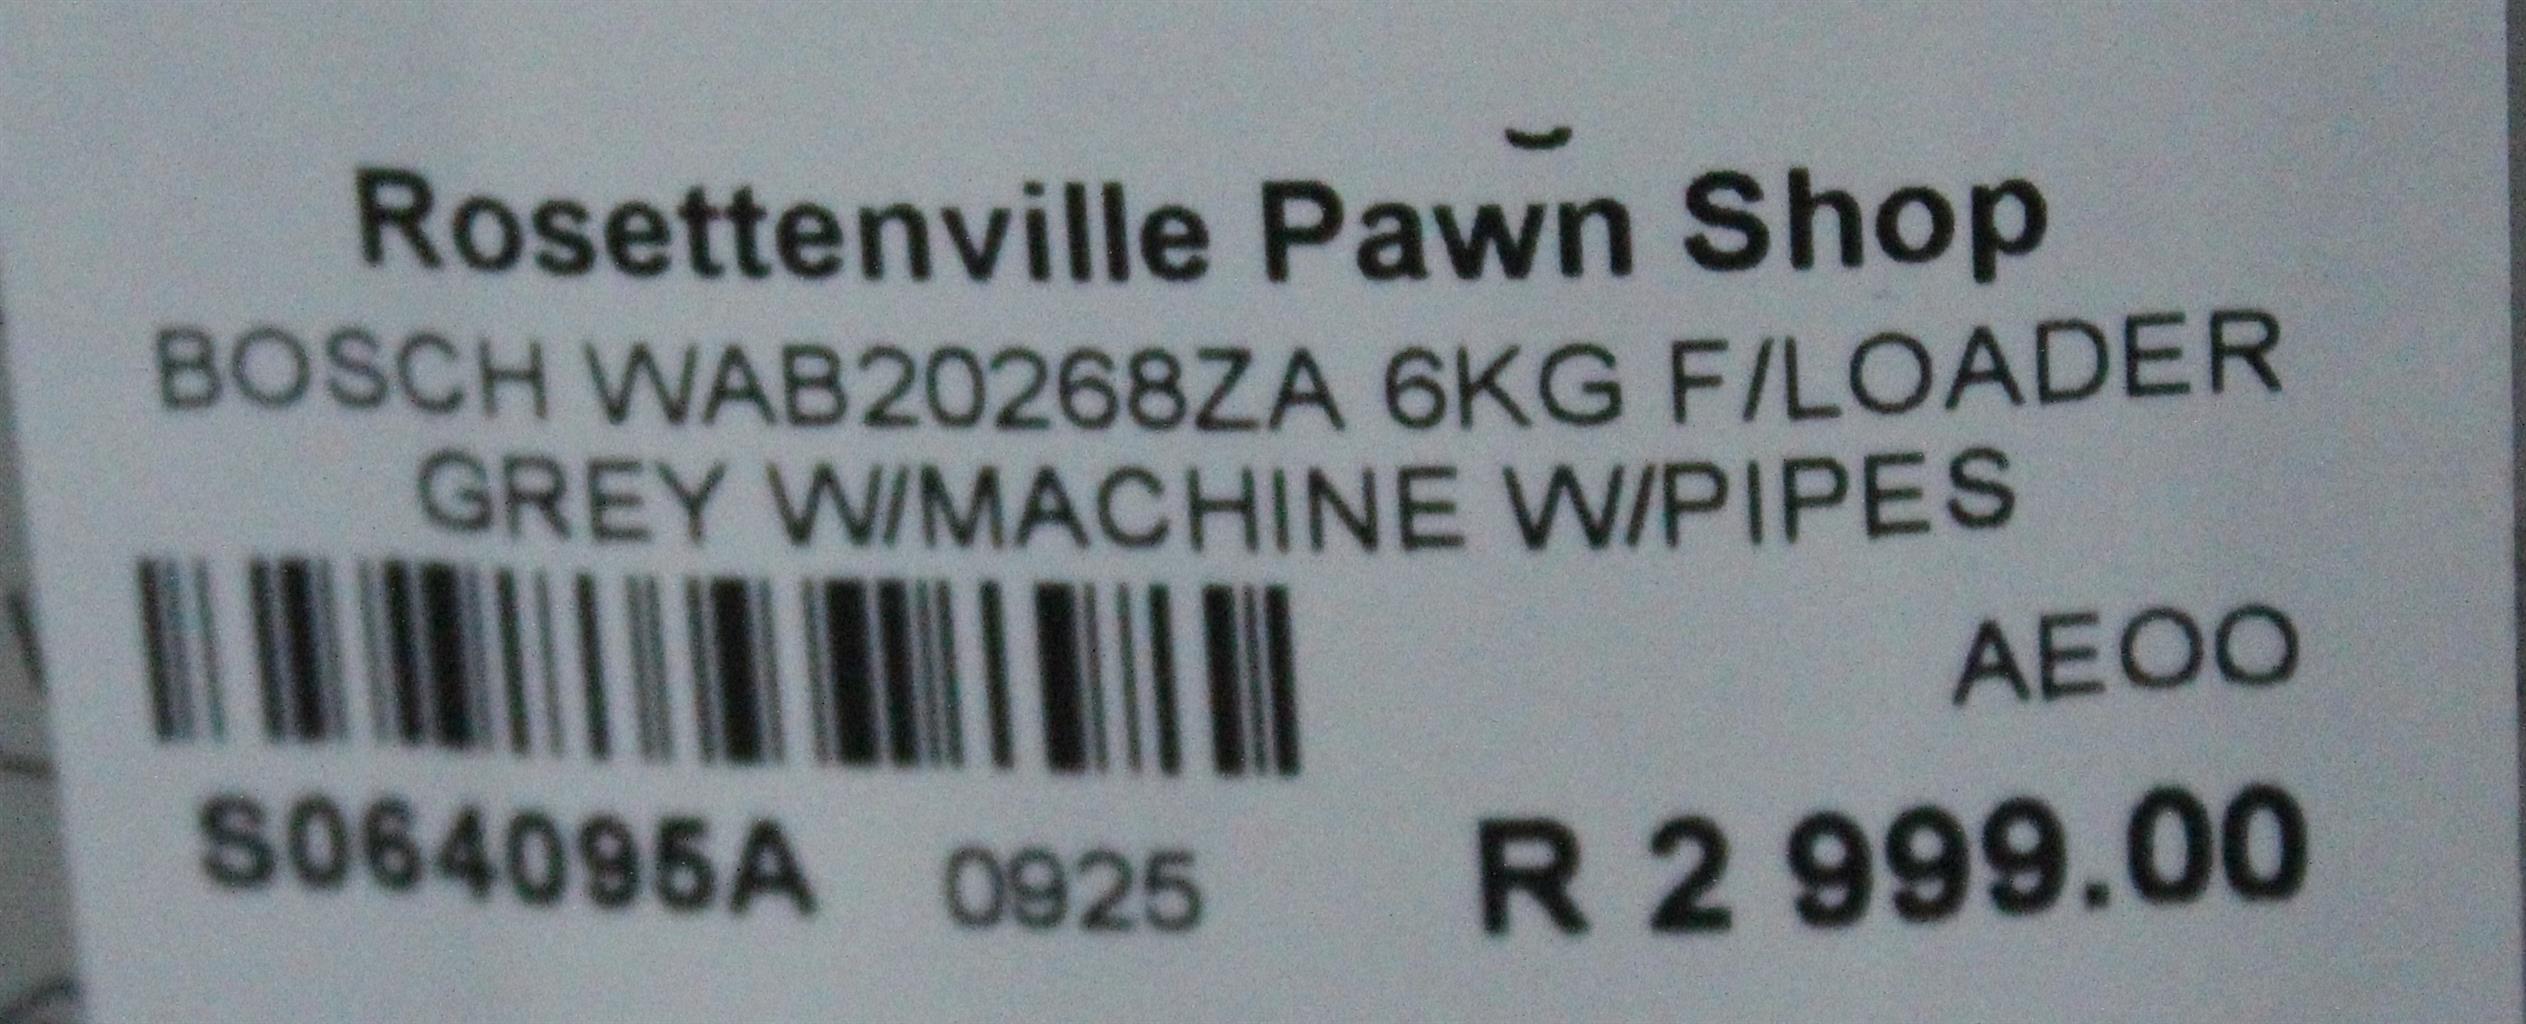 Rosettenville Pawn Shop
BOSCH WAB20268ZA 6KG F/LOADER
GREY W/MACHINE W/PIPES
AEOO
S064095A 0925 R 2 999.00